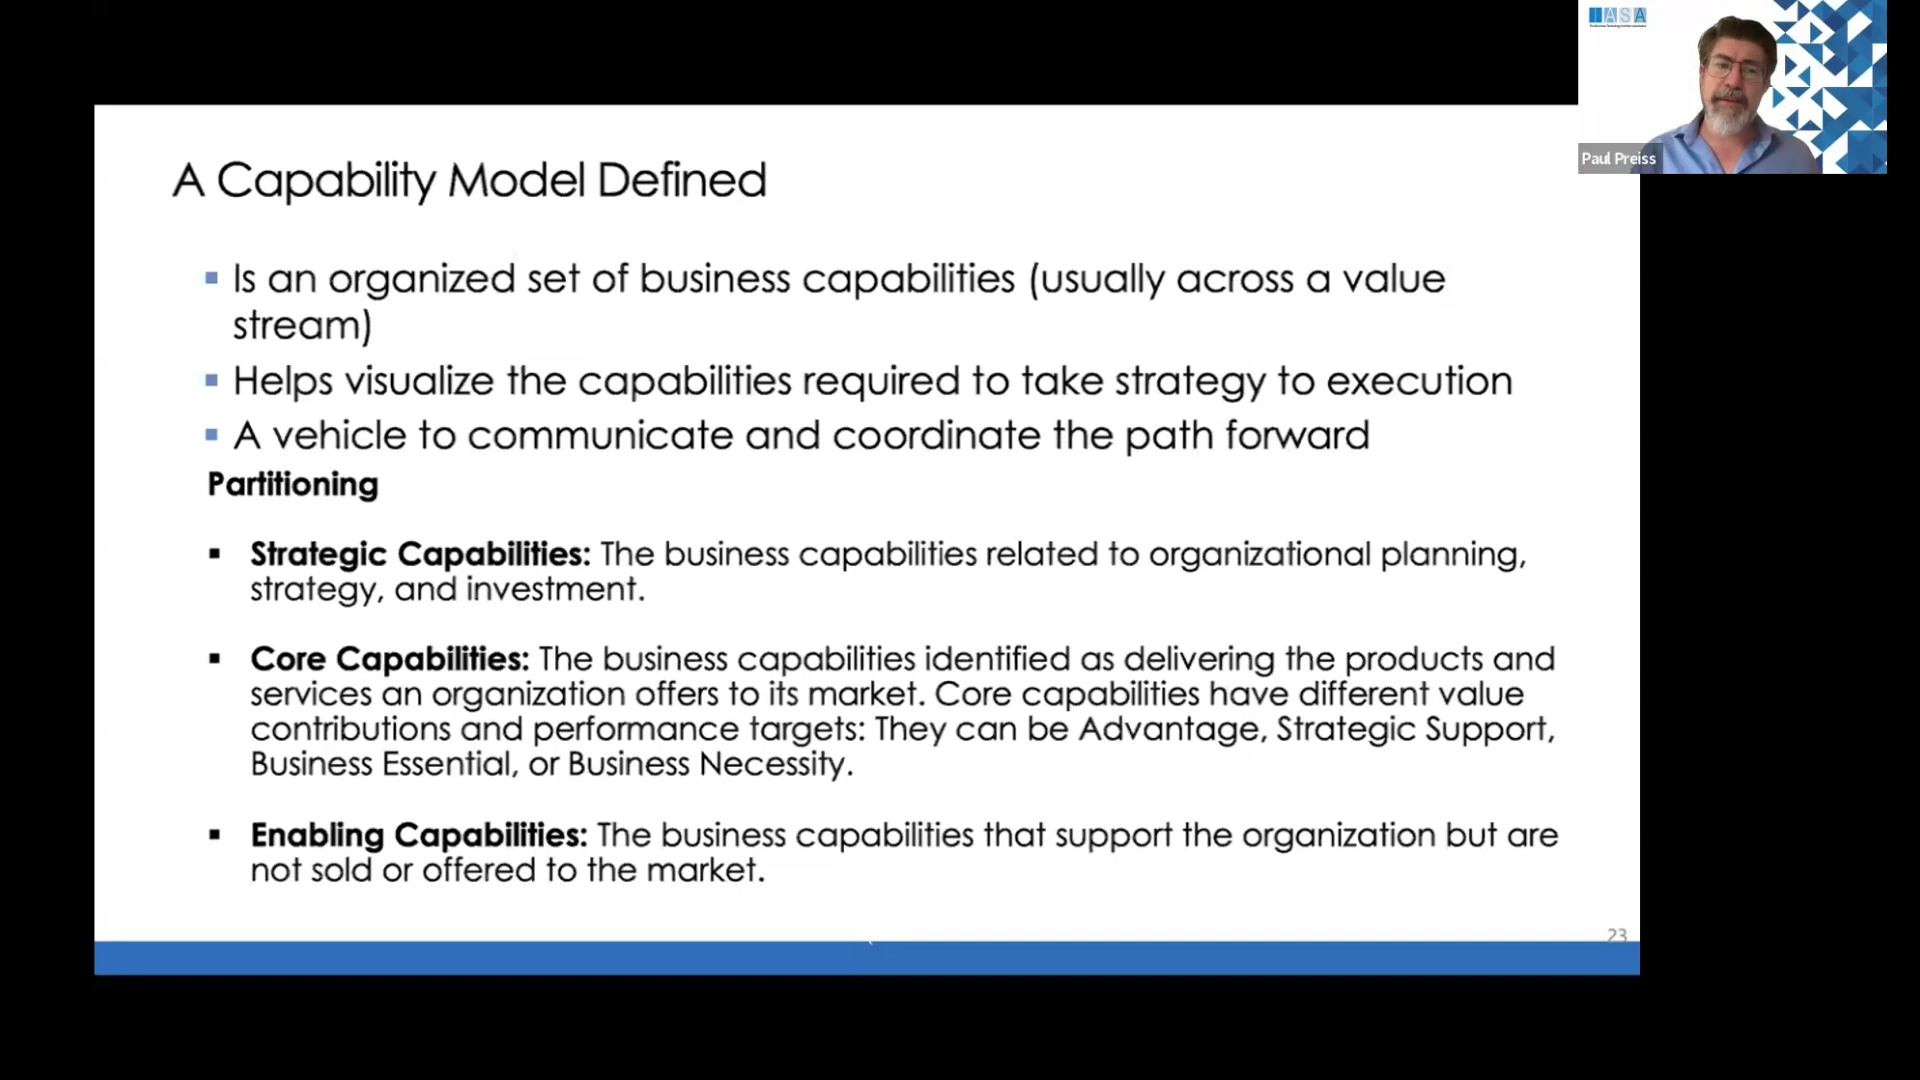 IASA
Paul Preiss
A Capability Model Defined
▪ Is an organized set of business capabilities (usually across a value
stream)
▪ Helps visualize the capabilities required to take strategy to execution
▪ A vehicle to communicate and coordinate the path forward
Partitioning
▪ Strategic Capabilities: The business capabilities related to organizational planning,
strategy, and investment.
▪ Core Capabilities: The business capabilities identified as delivering the products and
services an organization offers to its market. Core capabilities have different value
contributions and performance targets: They can be Advantage, Strategic Support,
Business Essential, or Business Necessity.
▪ Enabling Capabilities: The business capabilities that support the organization but are
not sold or offered to the market.
23